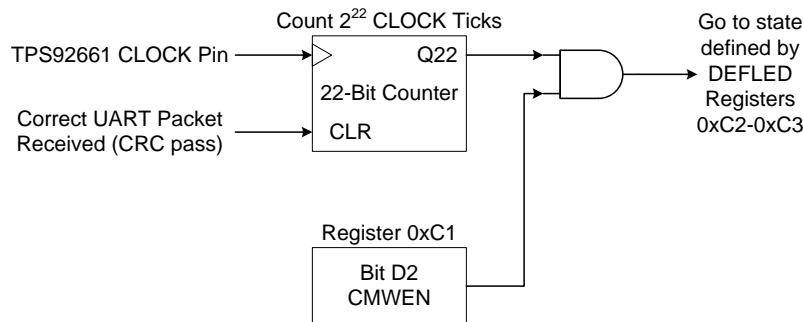 Count 2²² CLOCK Ticks
TPS92661 CLOCK Pin
Q22
22-Bit Counter
Correct UART Packet
Received (CRC pass)
CLR
Go to state
defined by
DEFLED
Registers
0xC2-0xC3
Register 0xC1
Bit D2
CMWEN